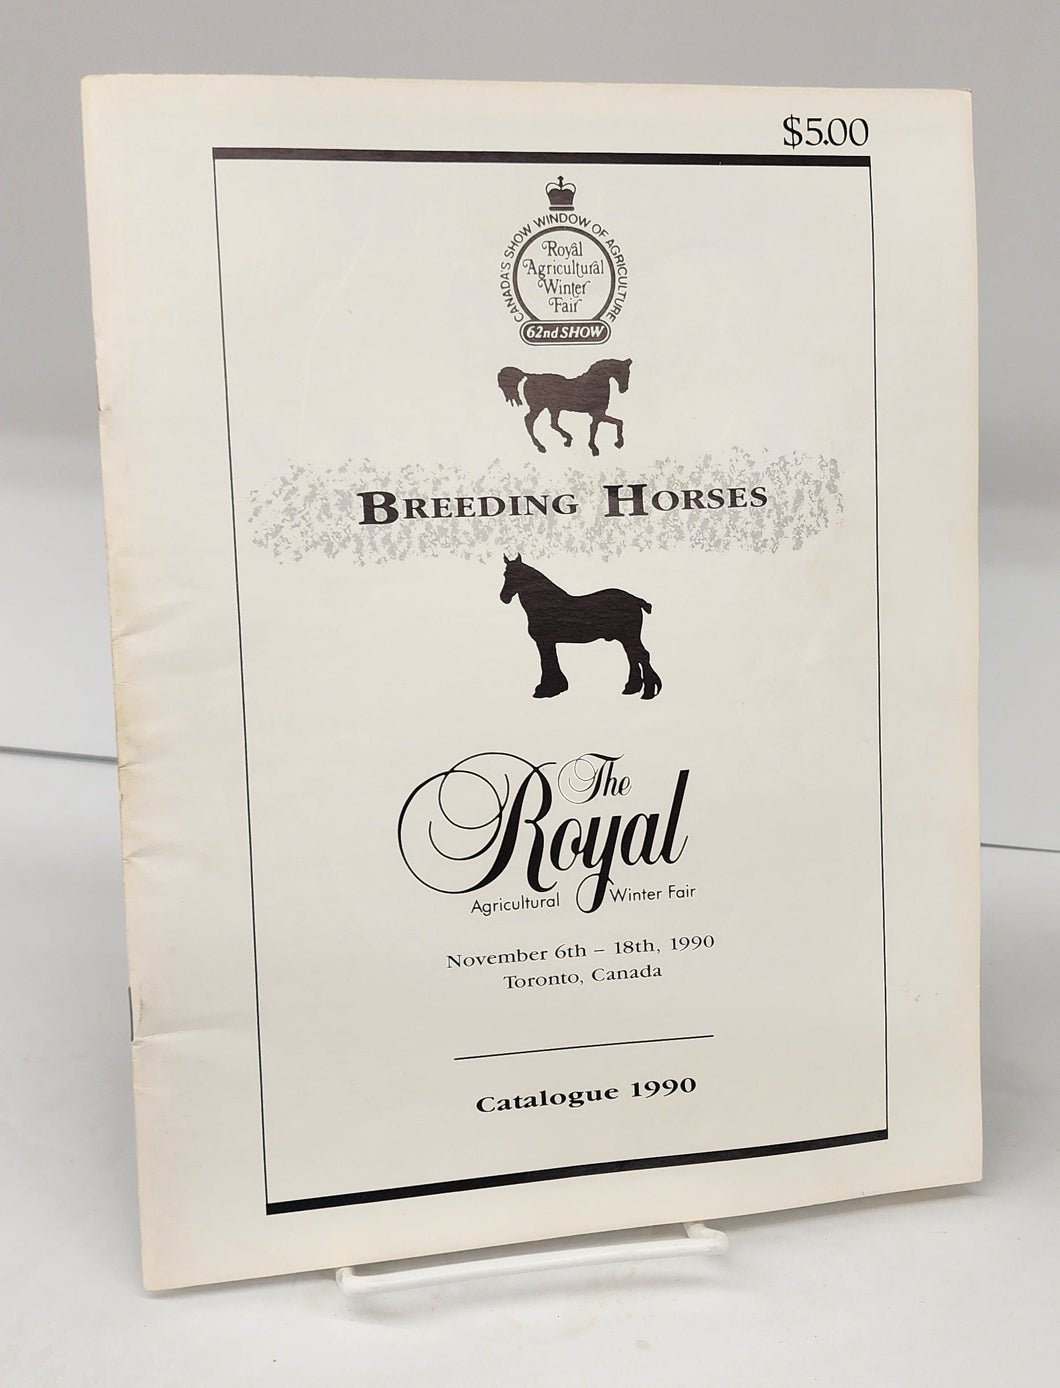 $5.00
CANADA'S SHOW WINDOW OF AGRICULTURE
Royal
Agricultural
Winter
Fair
62nd SHOW
BREEDING HORSES
The
Royal
Agricultural Winter Fair
November 6th – 18th, 1990
Toronto, Canada
Catalogue 1990